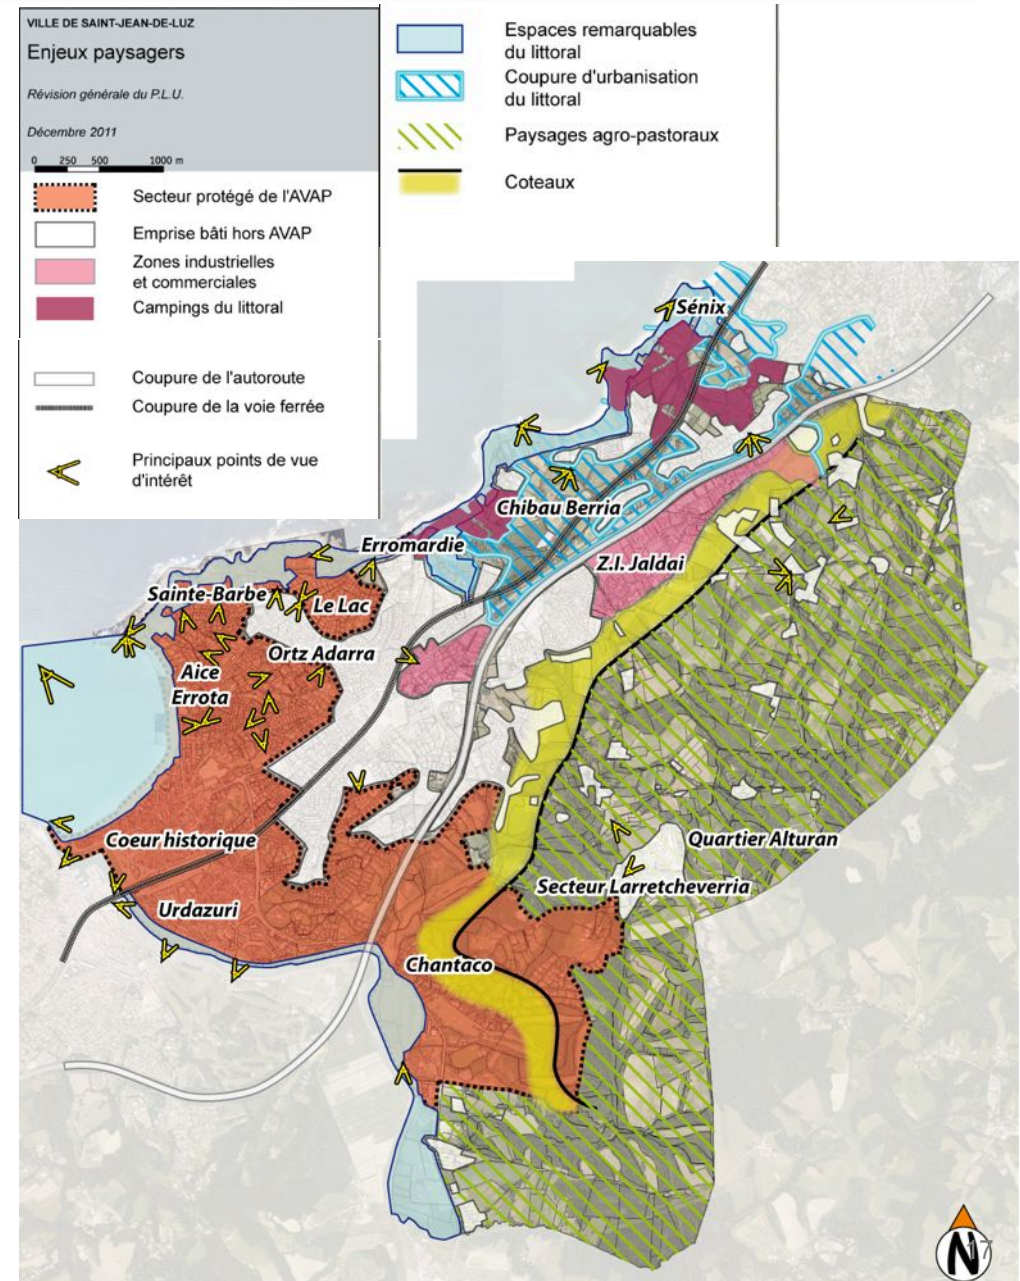 VILLE DE SAINT-JEAN-DE-LUZ
Enjeux paysagers
Révision générale du P.L.U.
Décembre 2011
0 250 500 1000 m
Secteur protégé de l'AVAP
Emprise bâti hors AVAP
Zones industrielles
et commerciales
Campings du littoral
Coupure de l'autoroute
Coupure de la voie ferrée
Principaux points de vue
d'intérêt
Espaces remarquables
du littoral
Coupure d'urbanisation
du littoral
Paysages agro-pastoraux
Coteaux
Sénix
Chibau Berria
Erromardie
Z.I. Jaldai
Sainte-Barbe
Le Lac
Ortz Adarra
Aice
Errota
Coeur historique
Quartier Alturan
Secteur Larretcheverria
Urdazuri
Chantaco
N
17